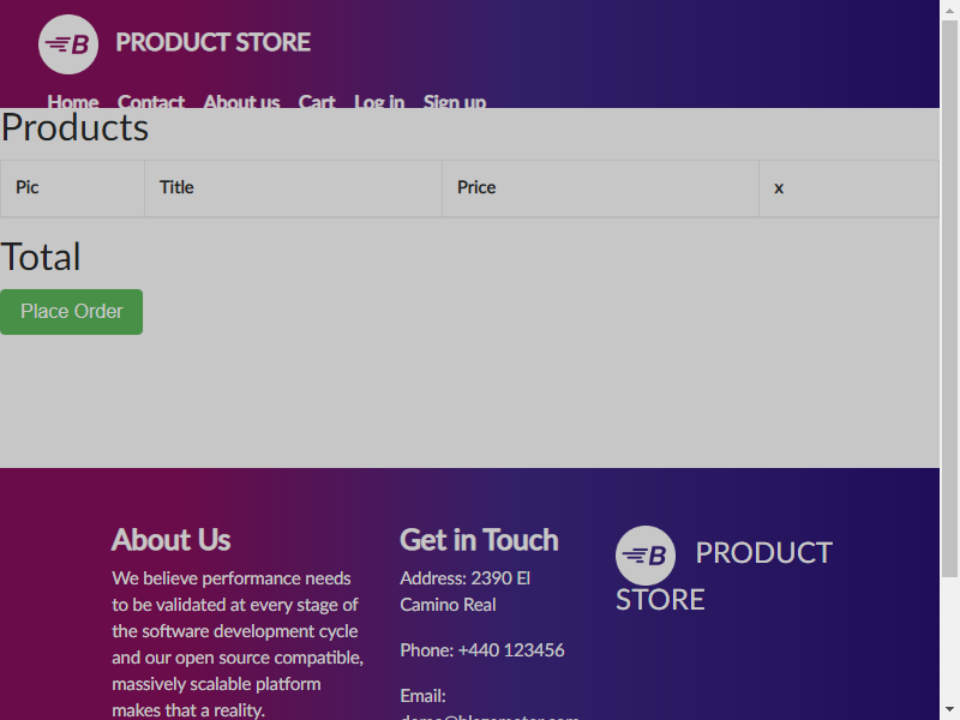 B PRODUCT STORE
Home Contact About us Cart Log in Sign up
Products
Pic Title Price x
Total
Place Order
About Us
We believe performance needs
to be validated at every stage of
the software development cycle
and our open source compatible,
massively scalable platform
makes that a reality.
Get in Touch
Address: 2390 El
Camino Real
Phone: +440 123456
Email:
B PRODUCT
STORE